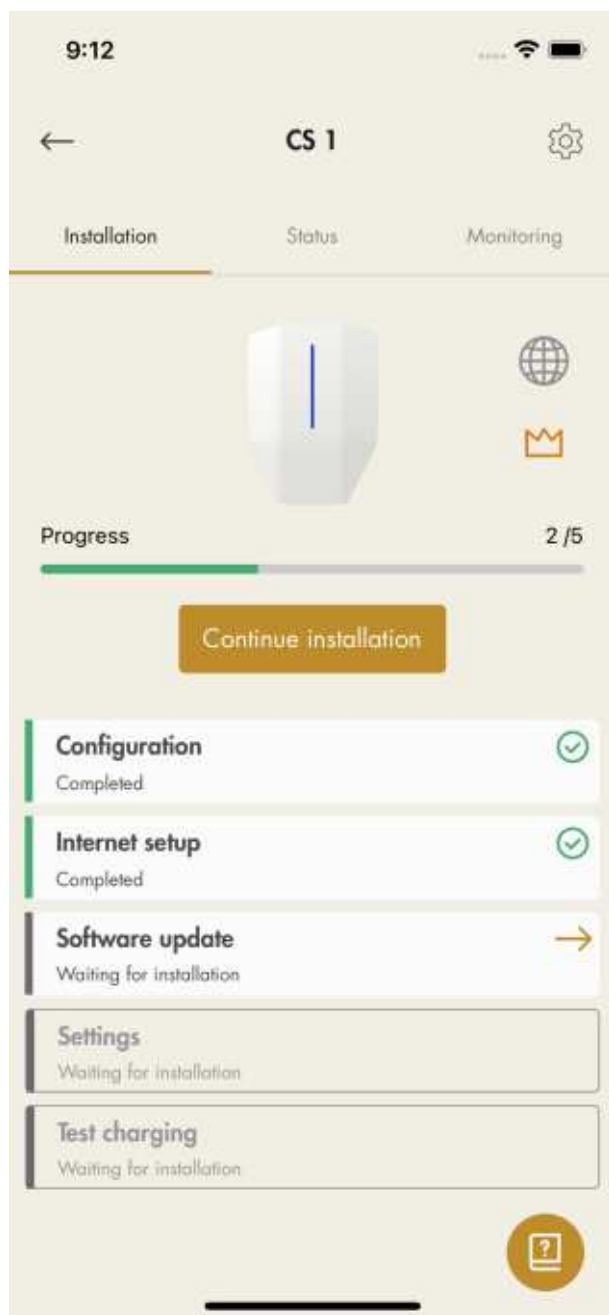 9:12
CS 1
Installation Status Monitoring
Progress 2 /5
Continue installation
Configuration
Completed
Internet setup
Completed
Software update
Waiting for installation
Settings
Waiting for installation
Test charging
Waiting for installation
?